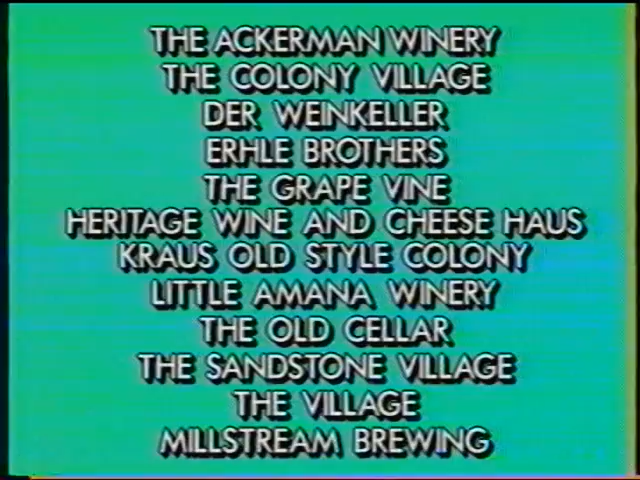 THE ACKERMAN WINERY
THE COLONY VILLAGE
DER WEINKELLER
ERHLE BROTHERS
THE GRAPE VINE
HERITAGE WINE AND CHEESE HAUS
KRAUS OLD STYLE COLONY
LITTLE AMANA WINERY
THE OLD CELLAR
THE SANDSTONE VILLAGE
THE VILLAGE
MILLSTREAM BREWING